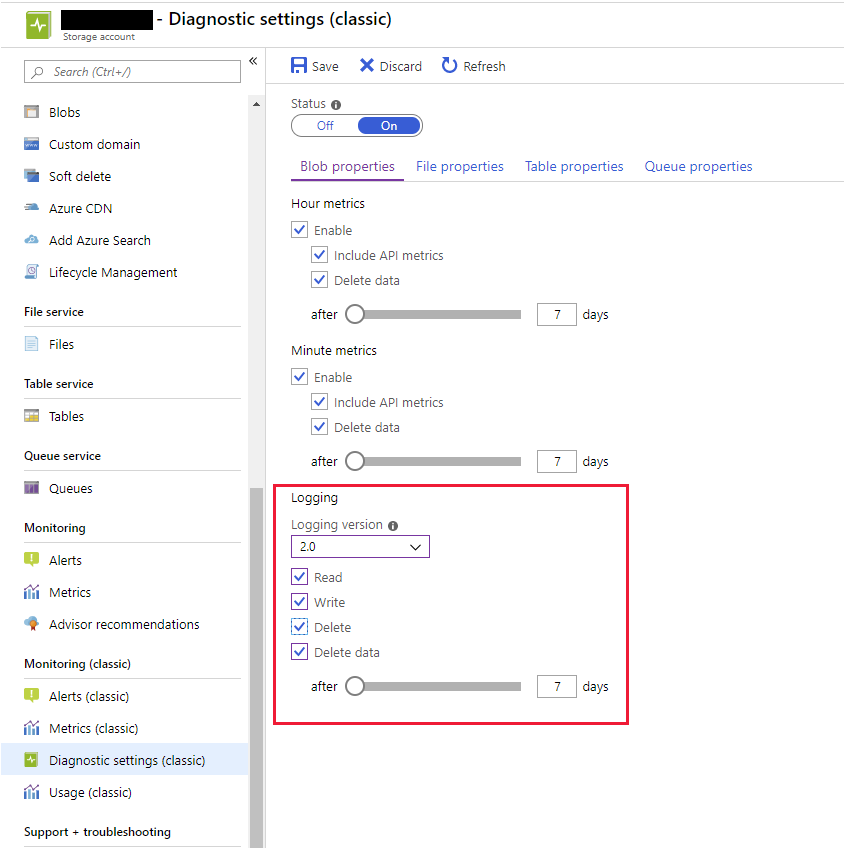 - Diagnostic settings (classic)
Storage account
Search (Ctrl+/)
«
Blobs
Custom domain
Soft delete
Azure CDN
Add Azure Search
Lifecycle Management
File service
Files
Table service
Tables
Queue service
Queues
Monitoring
Alerts
Metrics
Advisor recommendations
Monitoring (classic)
Alerts (classic)
Metrics (classic)
Diagnostic settings (classic)
Usage (classic)
Support + troubleshooting
Save Discard Refresh
Status
Off On
Blob properties File properties Table properties Queue properties
Hour metrics
Enable
Include API metrics
Delete data
after 7 days
Minute metrics
Enable
Include API metrics
Delete data
after 7 days
Logging
Logging version
2.0
Read
Write
Delete
Delete data
after 7 days